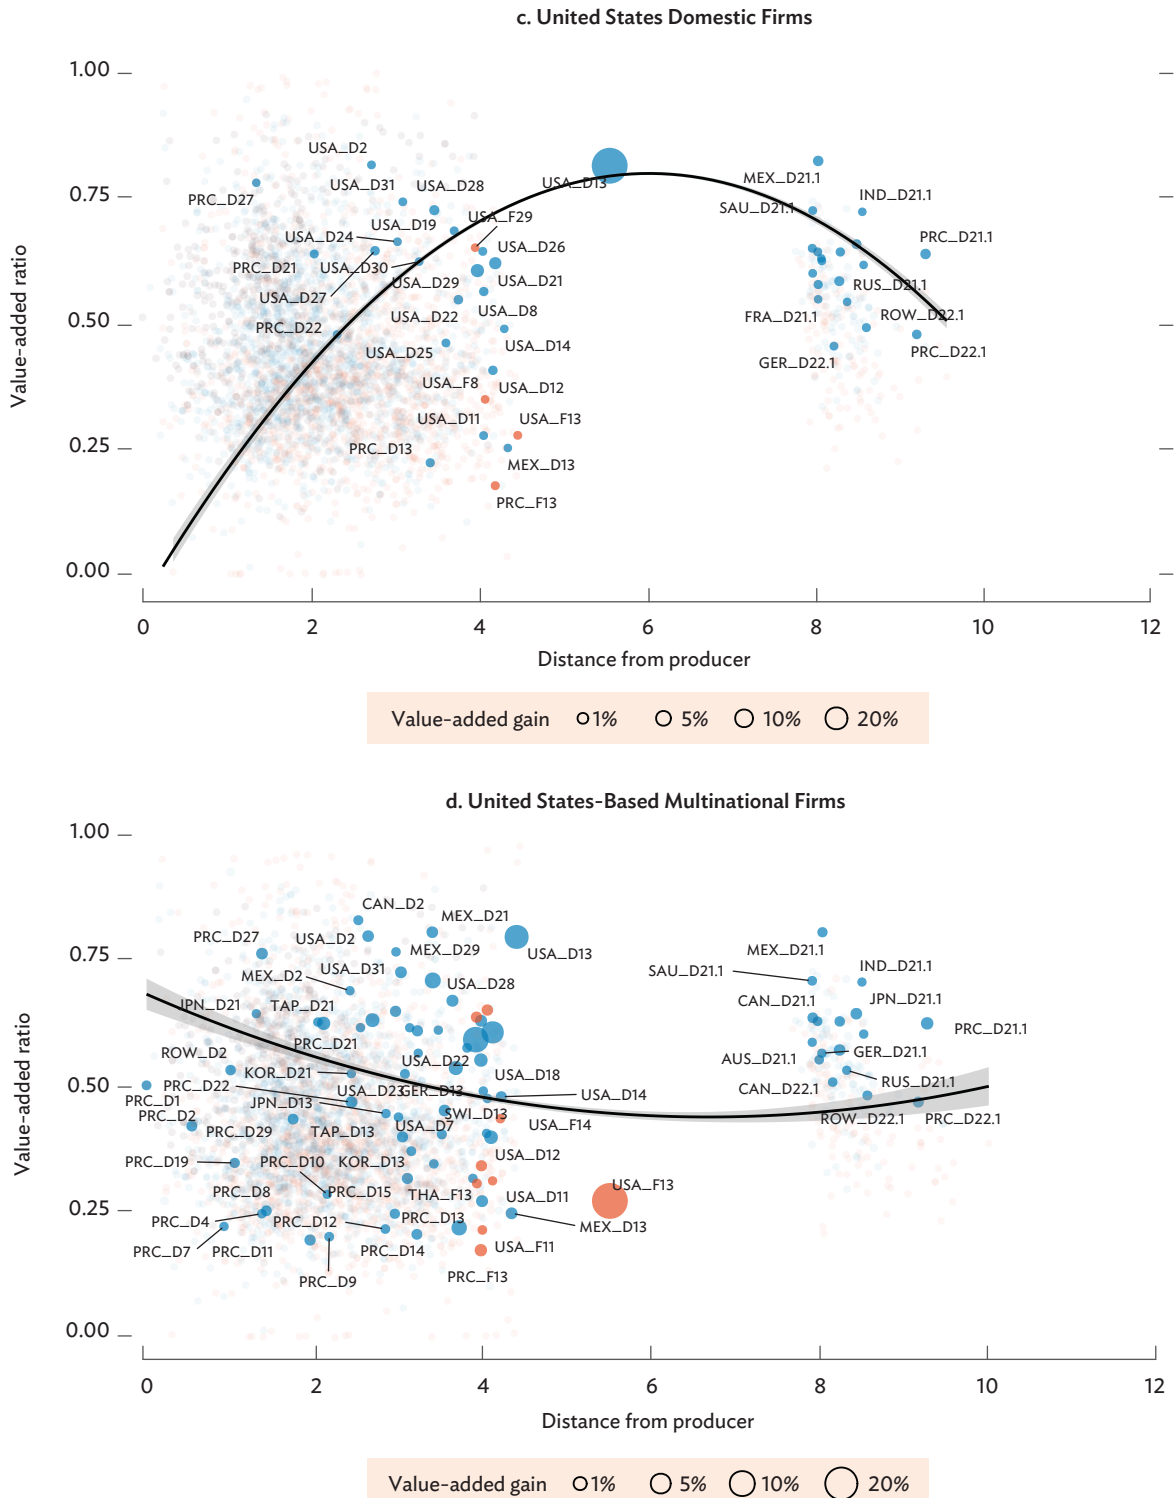 c. United States Domestic Firms
Value-added ratio
1.00
0.75
0.50
0.25
0.00
USA_D2
PRC_D27
USA_D31
USA_D28
USA_D13
MEX_D21.1
IND_D21.1
SAU_D21.1
USA_D19
USA_F29
USA_D24
USA_D26
PRC_D21.1
PRC_D21
USA_D30
USA_D27
USA_D29
USA_D21
RUS_D21.1
PRC_D22
USA_D22
USA_D8
FRA_D21.1
ROW_D22.1
USA_D25
USA_D14
GER_D22.1
PRC_D22.1
USA_F8
USA_D12
USA_D11
USA_F13
PRC_D13
MEX_D13
PRC_F13
0 2 4 6 8 10 12
Distance from producer
Value-added gain 1% 5% 10% 20%
d. United States-Based Multinational Firms
Value-added ratio
1.00
0.75
0.50
0.25
0.00
CAN_D2
MEX_D21
PRC_D27
USA_D2
MEX_D29
USA_D13
MEX_D21.1
MEX_D2
USA_D31
USA_D28
SAU_D21.1
IND_D21.1
JPN_D21
TAP_D21
CAN_D21.1
JPN_D21.1
PRC_D21
PRC_D21.1
ROW_D2
KOR_D21
USA_D22
AUS_D21.1
GER_D21.1
PRC_D22
USA_D23
GER_D13
USA_D18
CAN_D22.1
RUS_D21.1
PRC_D1
JPN_D13
SWI_D13
USA_D14
PRC_D2
PRC_D29
TAP_D13
USA_D7
USA_F14
ROW_D22.1
PRC_D22.1
PRC_D19
PRC_D10
KOR_D13
USA_D12
PRC_D8
PRC_D15
THA_F13
USA_D11
USA_F13
PRC_D4
PRC_D12
PRC_D13
MEX_D13
PRC_D7
PRC_D11
PRC_D14
USA_F11
PRC_D9
PRC_F13
0 2 4 6 8 10 12
Distance from producer
Value-added gain 1% 5% 10% 20%